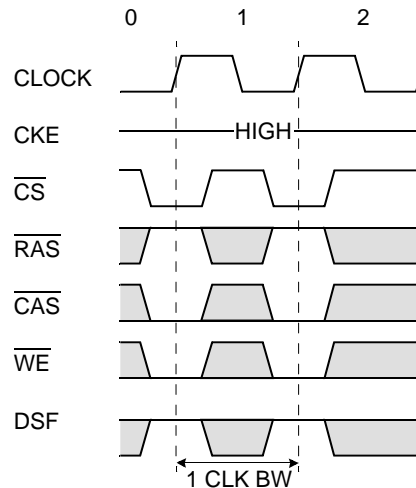 0 1 2
CLOCK
CKE HIGH
CS
RAS
CAS
WE
DSF
1 CLK BW